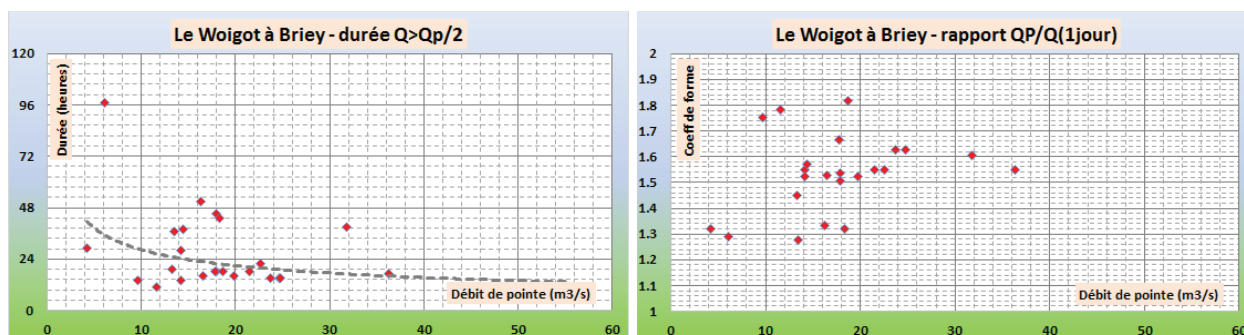 Le Woigot à Briey - durée Q>Qp/2
Durée (heures)
120
96
72
48
24
0
Débit de pointe (m3/s)
0 10 20 30 40 50 60
Le Woigot à Briey - rapport QP/Q(1jour)
Coeff de forme
2
1.9
1.8
1.7
1.6
1.5
1.4
1.3
1.2
1.1
1
Débit de pointe (m3/s)
0 10 20 30 40 50 60